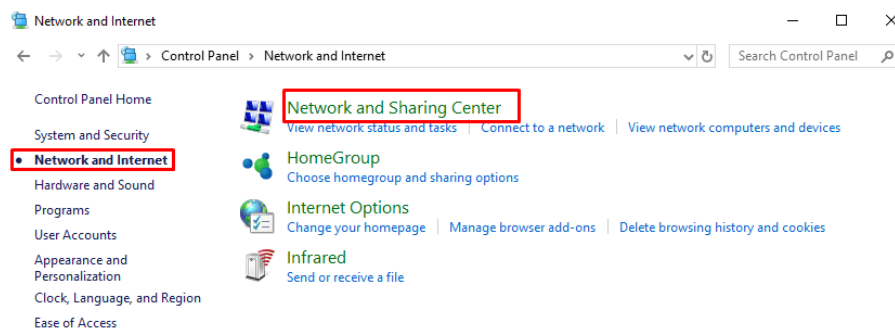 Network and Internet
Control Panel > Network and Internet
Search Control Panel
Control Panel Home
System and Security
Network and Internet
Hardware and Sound
Programs
User Accounts
Appearance and
Personalization
Clock, Language, and Region
Ease of Access
Network and Sharing Center
View network status and tasks | Connect to a network | View network computers and devices
HomeGroup
Choose homegroup and sharing options
Internet Options
Change your homepage | Manage browser add-ons | Delete browsing history and cookies
Infrared
Send or receive a file